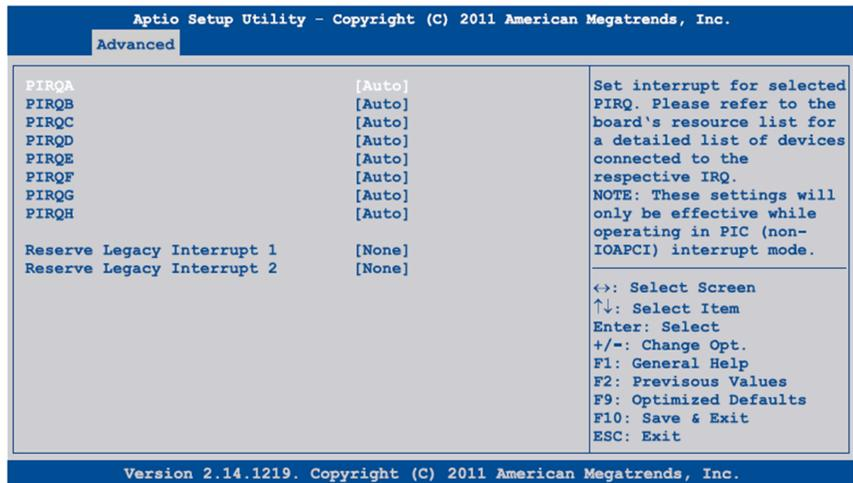 Aptio Setup Utility – Copyright (C) 2011 American Megatrends, Inc.
Advanced
PIRQA [Auto]
PIRQB [Auto]
PIRQC [Auto]
PIRQD [Auto]
PIRQE [Auto]
PIRQF [Auto]
PIRQG [Auto]
PIRQH [Auto]
Reserve Legacy Interrupt 1 [None]
Reserve Legacy Interrupt 2 [None]
Set interrupt for selected
PIRQ. Please refer to the
board‘s resource list for
a detailed list of devices
connected to the
respective IRQ.
NOTE: These settings will
only be effective while
operating in PIC (non-
IOAPCI) interrupt mode.
↔: Select Screen
↑↓: Select Item
Enter: Select
+/-: Change Opt.
F1: General Help
F2: Previsous Values
F9: Optimized Defaults
F10: Save & Exit
ESC: Exit
Version 2.14.1219. Copyright (C) 2011 American Megatrends, Inc.